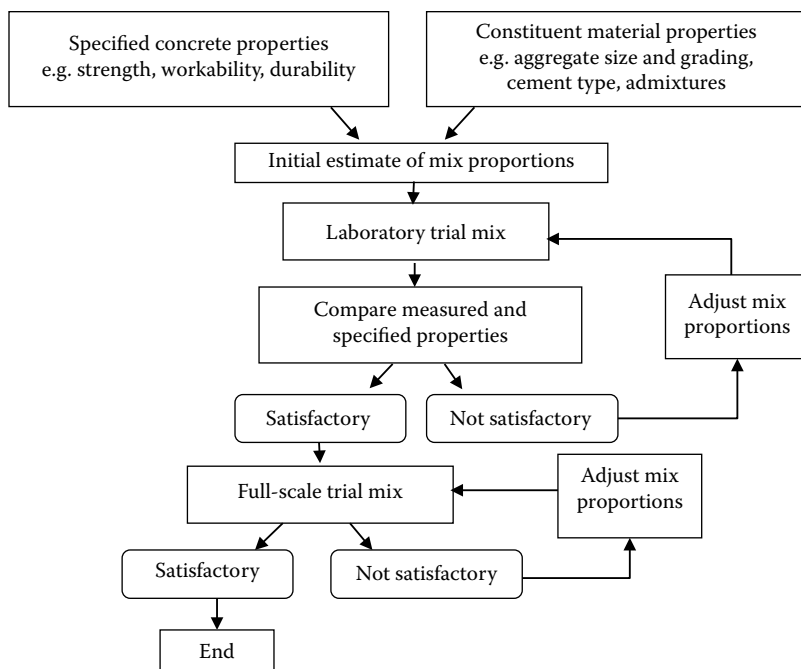 Specified concrete properties
e.g. strength, workability, durability
Constituent material properties
e.g. aggregate size and grading,
cement type, admixtures
Initial estimate of mix proportions
Laboratory trial mix
Compare measured and
specified properties
Adjust mix
proportions
Satisfactory
Not satisfactory
Full-scale trial mix
Adjust mix
proportions
Satisfactory
Not satisfactory
End